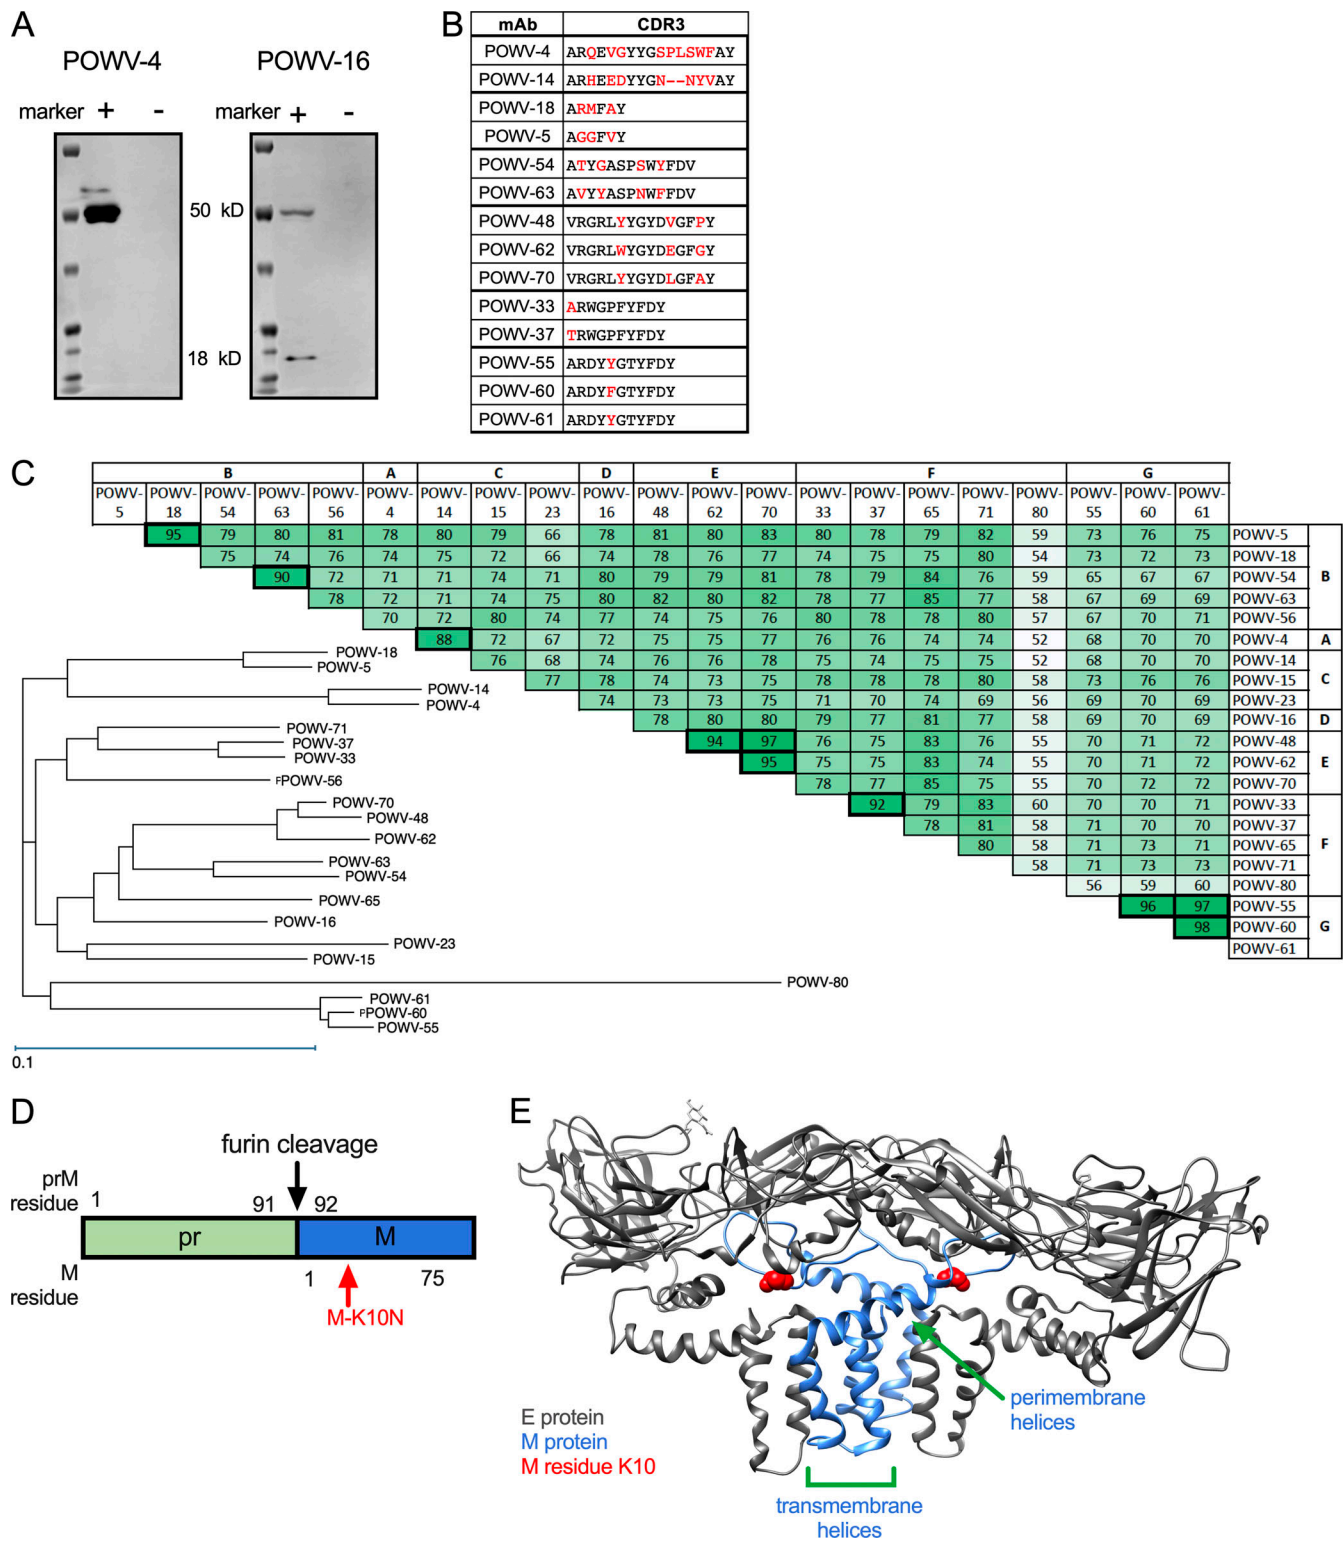 A
POWV-4 POWV-16
marker + - marker + -
50 kD
18 kD
B
mAb CDR3
POWV-4 ARQEVGYYGSPLSWFAY
POWV-14 ARHEEDYYGN--NYVAY
POWV-18 ARMFAY
POWV-5 AGGFVY
POWV-54 ATYGASPSWYFDV
POWV-63 AVYYASPNWFFDV
POWV-48 VRGRLYYGYDVGFPY
POWV-62 VRGRLWYGYDEGFGY
POWV-70 VRGRLYYGYDLGFAY
POWV-33 ARWGPFYFDY
POWV-37 TRWGPFYFDY
POWV-55 ARDYYGTYFDY
POWV-60 ARDYFGTYFDY
POWV-61 ARDYYGTYFDY
C
B A C D E F G
POWV-5 POWV-18 POWV-54 POWV-63 POWV-56 POWV-4 POWV-14 POWV-15 POWV-23 POWV-16 POWV-48 POWV-62 POWV-70 POWV-33 POWV-37 POWV-65 POWV-71 POWV-80 POWV-55 POWV-60 POWV-61
95 79 80 81 78 80 79 66 78 81 80 83 80 78 79 82 59 73 76 75 POWV-5
75 74 76 74 75 72 66 74 76 76 78 74 75 75 80 54 73 72 73 POWV-18
90 72 71 71 74 71 80 79 79 81 78 79 84 76 59 65 67 67 POWV-54 B
78 72 71 74 75 80 82 80 82 78 77 85 77 58 67 69 69 POWV-63
70 72 80 74 77 74 75 76 80 78 78 80 57 67 70 71 POWV-56
88 72 67 72 75 75 77 76 76 74 74 52 68 70 70 POWV-4 A
76 68 74 76 76 78 75 74 75 75 52 68 70 70 POWV-14
77 78 74 73 75 78 78 78 80 58 73 76 76 POWV-15 C
74 73 73 75 71 70 74 69 56 69 70 69 POWV-23
78 80 80 79 77 81 77 58 69 70 69 POWV-16 D
94 97 76 75 83 76 55 70 71 72 POWV-48
95 75 75 83 74 55 70 71 72 POWV-62 E
78 77 85 75 55 70 72 72 POWV-70
92 79 83 60 70 70 71 POWV-33
78 81 58 71 70 70 POWV-37
80 58 71 73 71 POWV-65 F
58 71 73 73 POWV-71
56 59 60 POWV-80
96 97 POWV-55
98 POWV-60 G
POWV-61
POWV-18
POWV-5
POWV-14
POWV-4
POWV-71
POWV-37
POWV-33
PPOWV-56
POWV-70
POWV-48
POWV-62
POWV-63
POWV-54
POWV-65
POWV-16
POWV-23
POWV-15
POWV-80
POWV-61
PPOWV-60
POWV-55
0.1
D
furin cleavage
prM residue 1 91 92
pr M
M residue 1 75
M-K10N
E
E protein
M protein
M residue K10
perimembrane
helices
transmembrane
helices